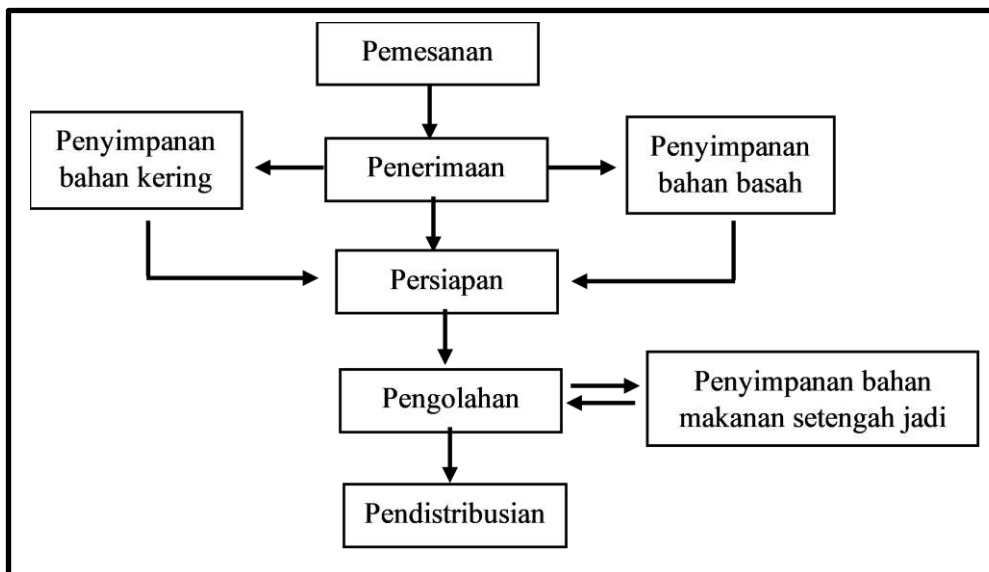 Pemesanan
Penyimpanan
bahan kering
Penerimaan
Penyimpanan
bahan basah
Persiapan
Pengolahan
Penyimpanan bahan
makanan setengah jadi
Pendistribusian